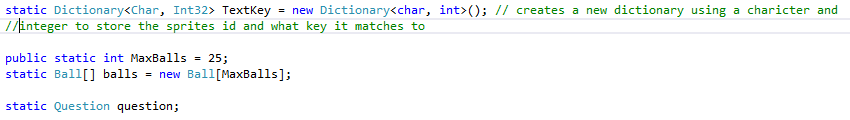 static Dictionary<Char, Int32> TextKey = new Dictionary<char, int>(); // creates a new dictionary using a charicter and
//integer to store the sprites id and what key it matches to
public static int MaxBalls = 25;
static Ball[] balls = new Ball[MaxBalls];
static Question question;